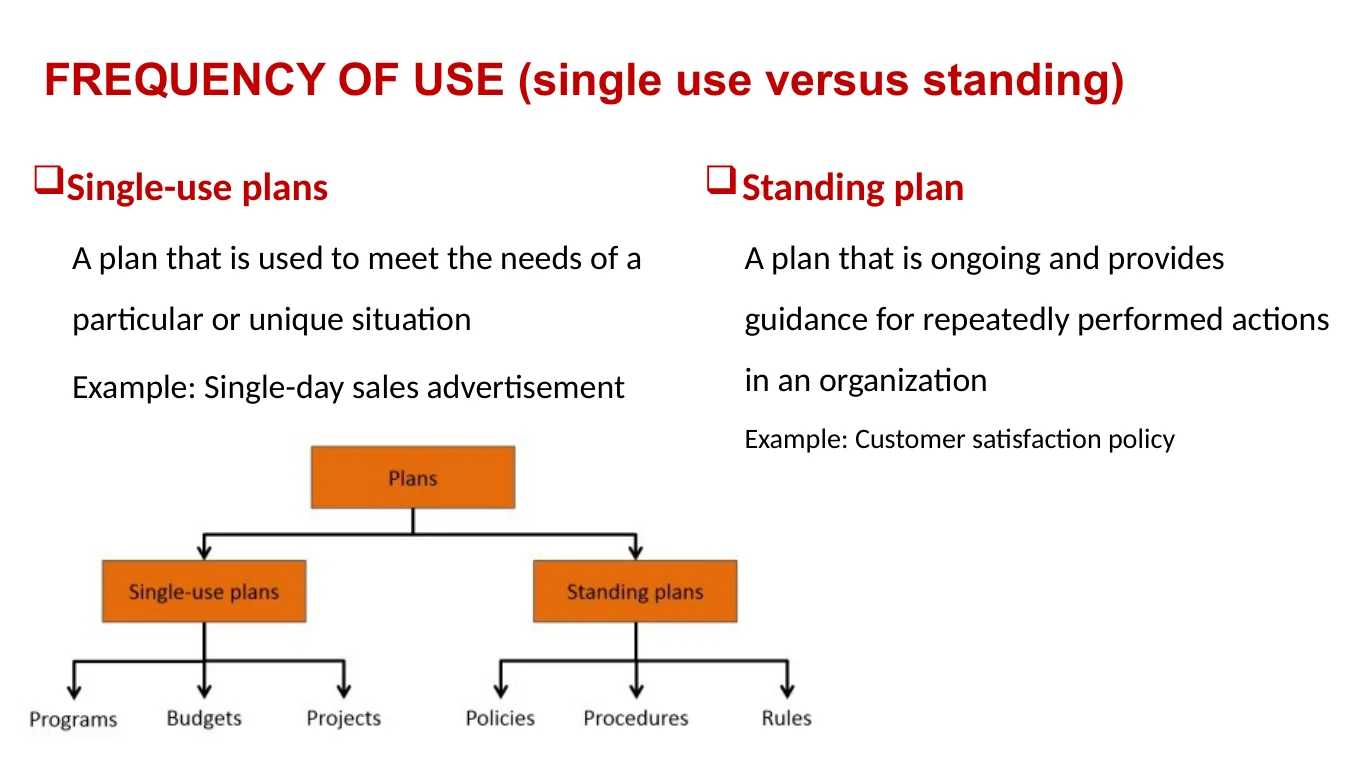 FREQUENCY OF USE (single use versus standing)
Single-use plans
A plan that is used to meet the needs of a
particular or unique situation
Example: Single-day sales advertisement
Standing plan
A plan that is ongoing and provides
guidance for repeatedly performed actions
in an organization
Example: Customer satisfaction policy
Plans
Single-use plans
Standing plans
Programs
Budgets
Projects
Policies
Procedures
Rules